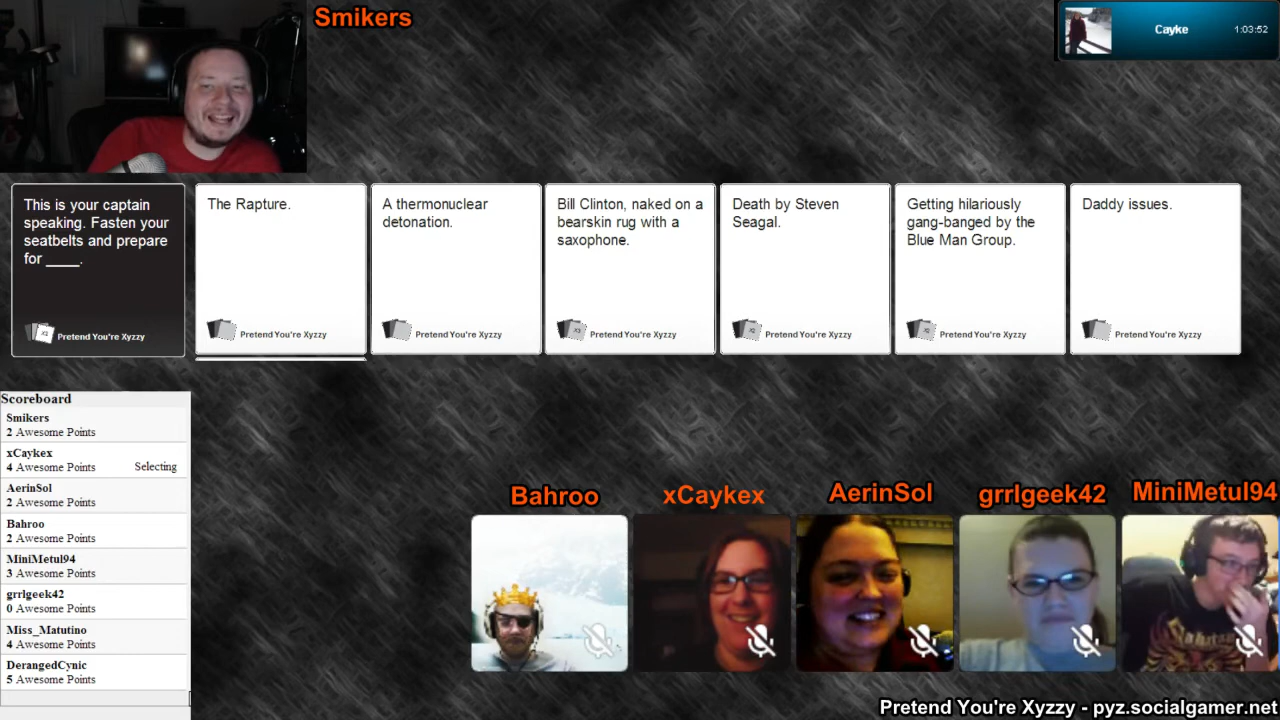 Smikers
Cayke
1:03:52
This is your captain
speaking. Fasten your
seatbelts and prepare
for ____.
Pretend You're Xyzzy
The Rapture.
Pretend You're Xyzzy
A thermonuclear
detonation.
Pretend You're Xyzzy
Bill Clinton, naked on a
bearskin rug with a
saxophone.
Pretend You're Xyzzy
Death by Steven
Seagal.
Pretend You're Xyzzy
Getting hilariously
gang-banged by the
Blue Man Group.
Pretend You're Xyzzy
Daddy issues.
Pretend You're Xyzzy
Scoreboard
Smikers
2 Awesome Points
xCaykex
4 Awesome Points Selecting
AerinSol
2 Awesome Points
Bahroo
2 Awesome Points
MiniMetul94
3 Awesome Points
grrlgeek42
0 Awesome Points
Miss_Matutino
4 Awesome Points
DerangedCynic
5 Awesome Points
Bahroo
xCaykex
AerinSol
grrlgeek42
MiniMetul94
Pretend You're Xyzzy - pyz.socialgamer.net